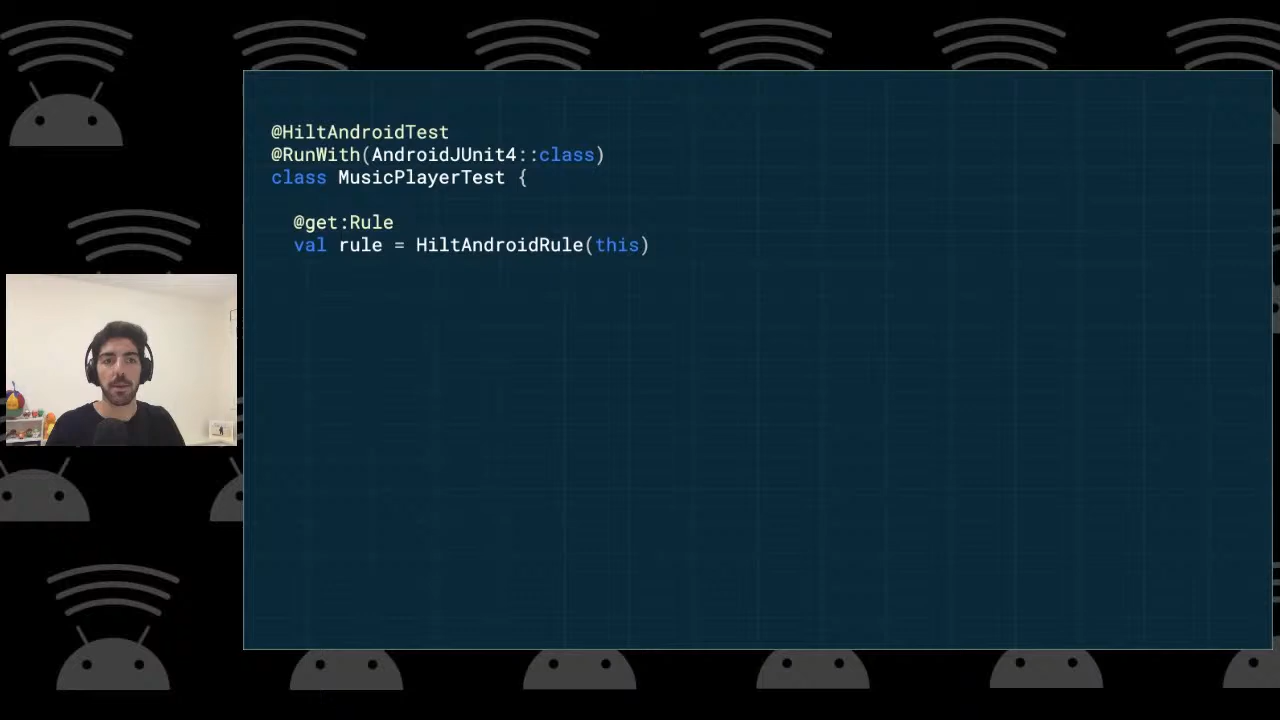 @HiltAndroidTest
@RunWith(AndroidJUnit4::class)
class MusicPlayerTest {
@get:Rule
val rule = HiltAndroidRule(this)